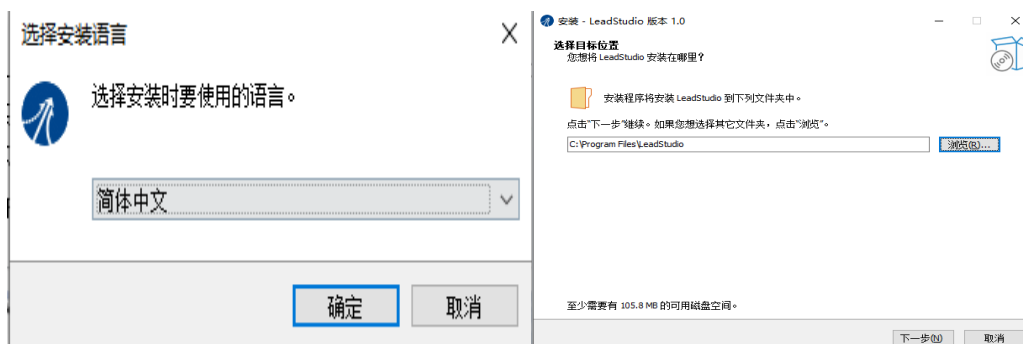 选择安装语言
选择安装时要使用的语言。
简体中文
确定
取消
安装 - LeadStudio 版本 1.0
选择目标位置
您想将 LeadStudio 安装在哪里？
安装程序将安装 LeadStudio 到下列文件夹中。
点击“下一步”继续。如果您想选择其它文件夹，点击“浏览”。
C:\Program Files\LeadStudio
浏览(R)...
至少需要有 105.8 MB 的可用磁盘空间。
下一步(N)
取消